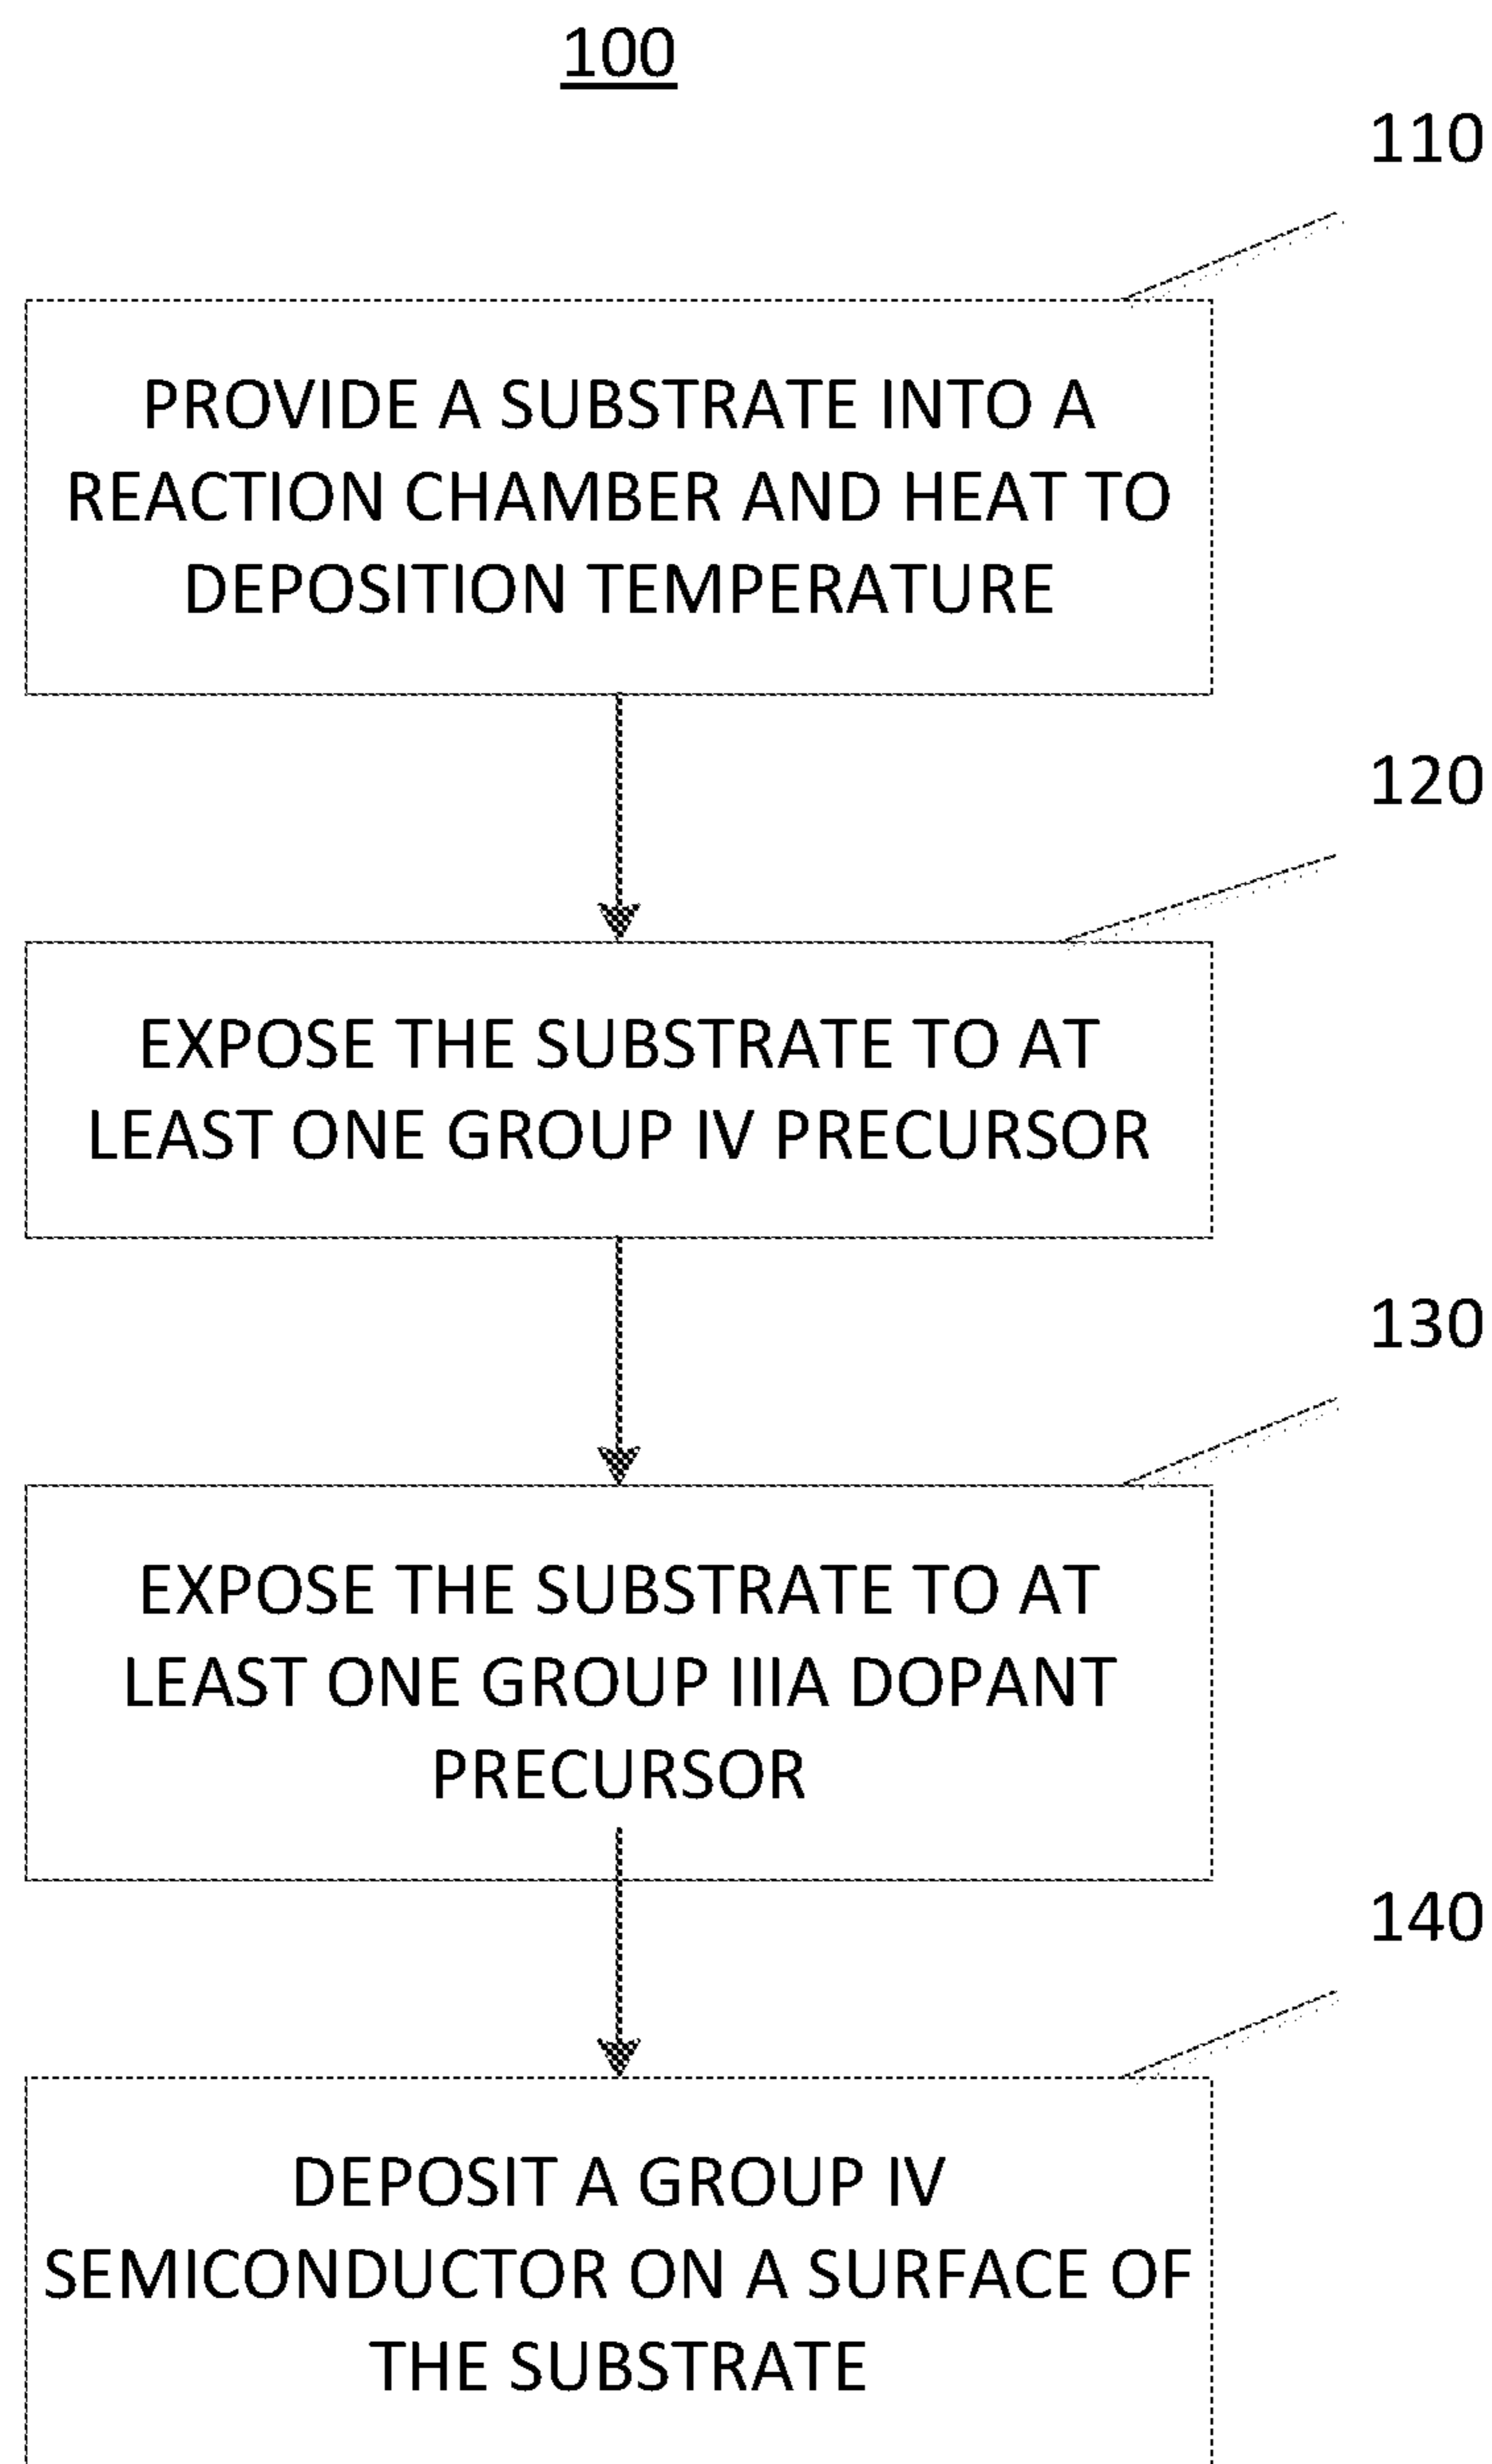 100
110
PROVIDE A SUBSTRATE INTO A
REACTION CHAMBER AND HEAT TO
DEPOSITION TEMPERATURE
120
EXPOSE THE SUBSTRATE TO AT
LEAST ONE GROUP IV PRECURSOR
130
EXPOSE THE SUBSTRATE TO AT
LEAST ONE GROUP IIIA DOPANT
PRECURSOR
140
DEPOSIT A GROUP IV
SEMICONDUCTOR ON A SURFACE OF
THE SUBSTRATE